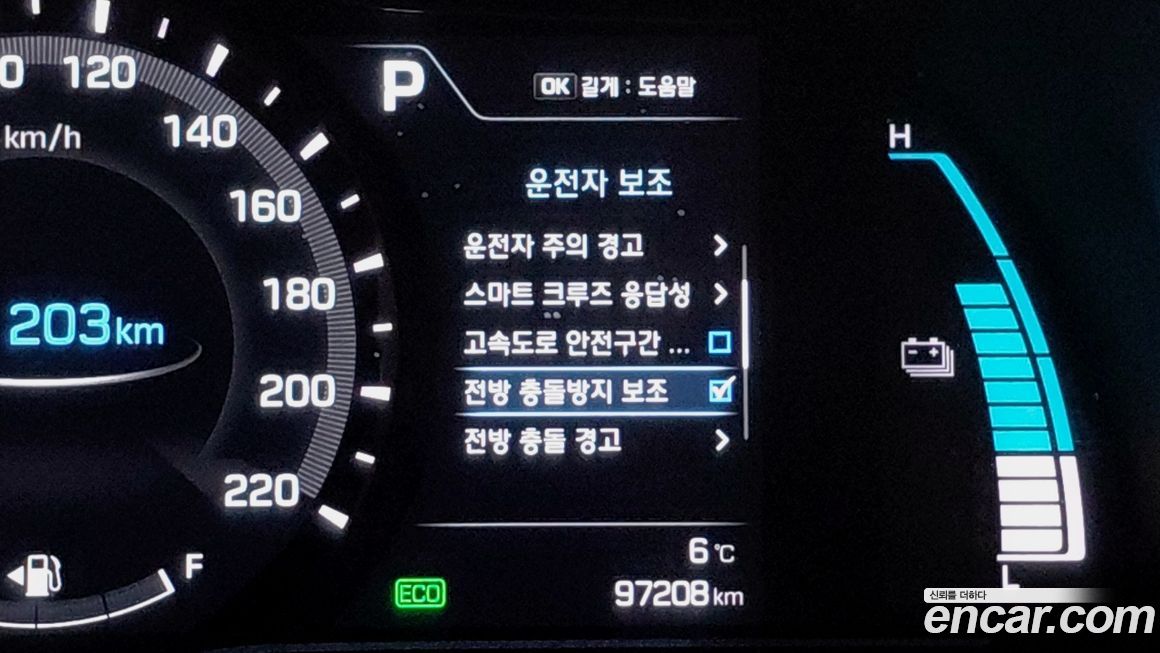 0
120
km/h
140
160
180
203km
200
220
F
P
OK 길게 : 도움말
운전자 보조
운전자 주의 경고
스마트 크루즈 응답성
고속도로 안전구간 ...
전방 충돌방지 보조
전방 충돌 경고
6℃
ECO
97208 km
H
L
신뢰를 더하다
encar.com